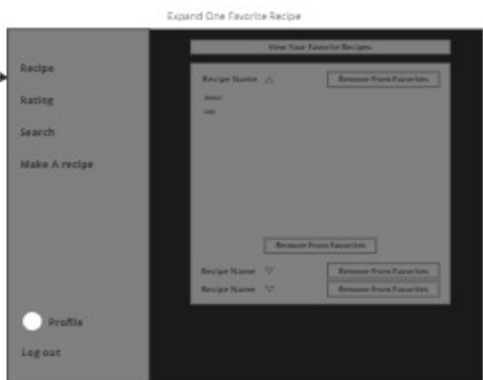 Expand One Favorite Recipe
View Your Favorite Recipes
Recipe
Rating
Search
Make A recipe
Profile
Log out
Recipe Name
Remove From Favorites
Remove From Favorites
Recipe Name
Remove From Favorites
Recipe Name
Remove From Favorites